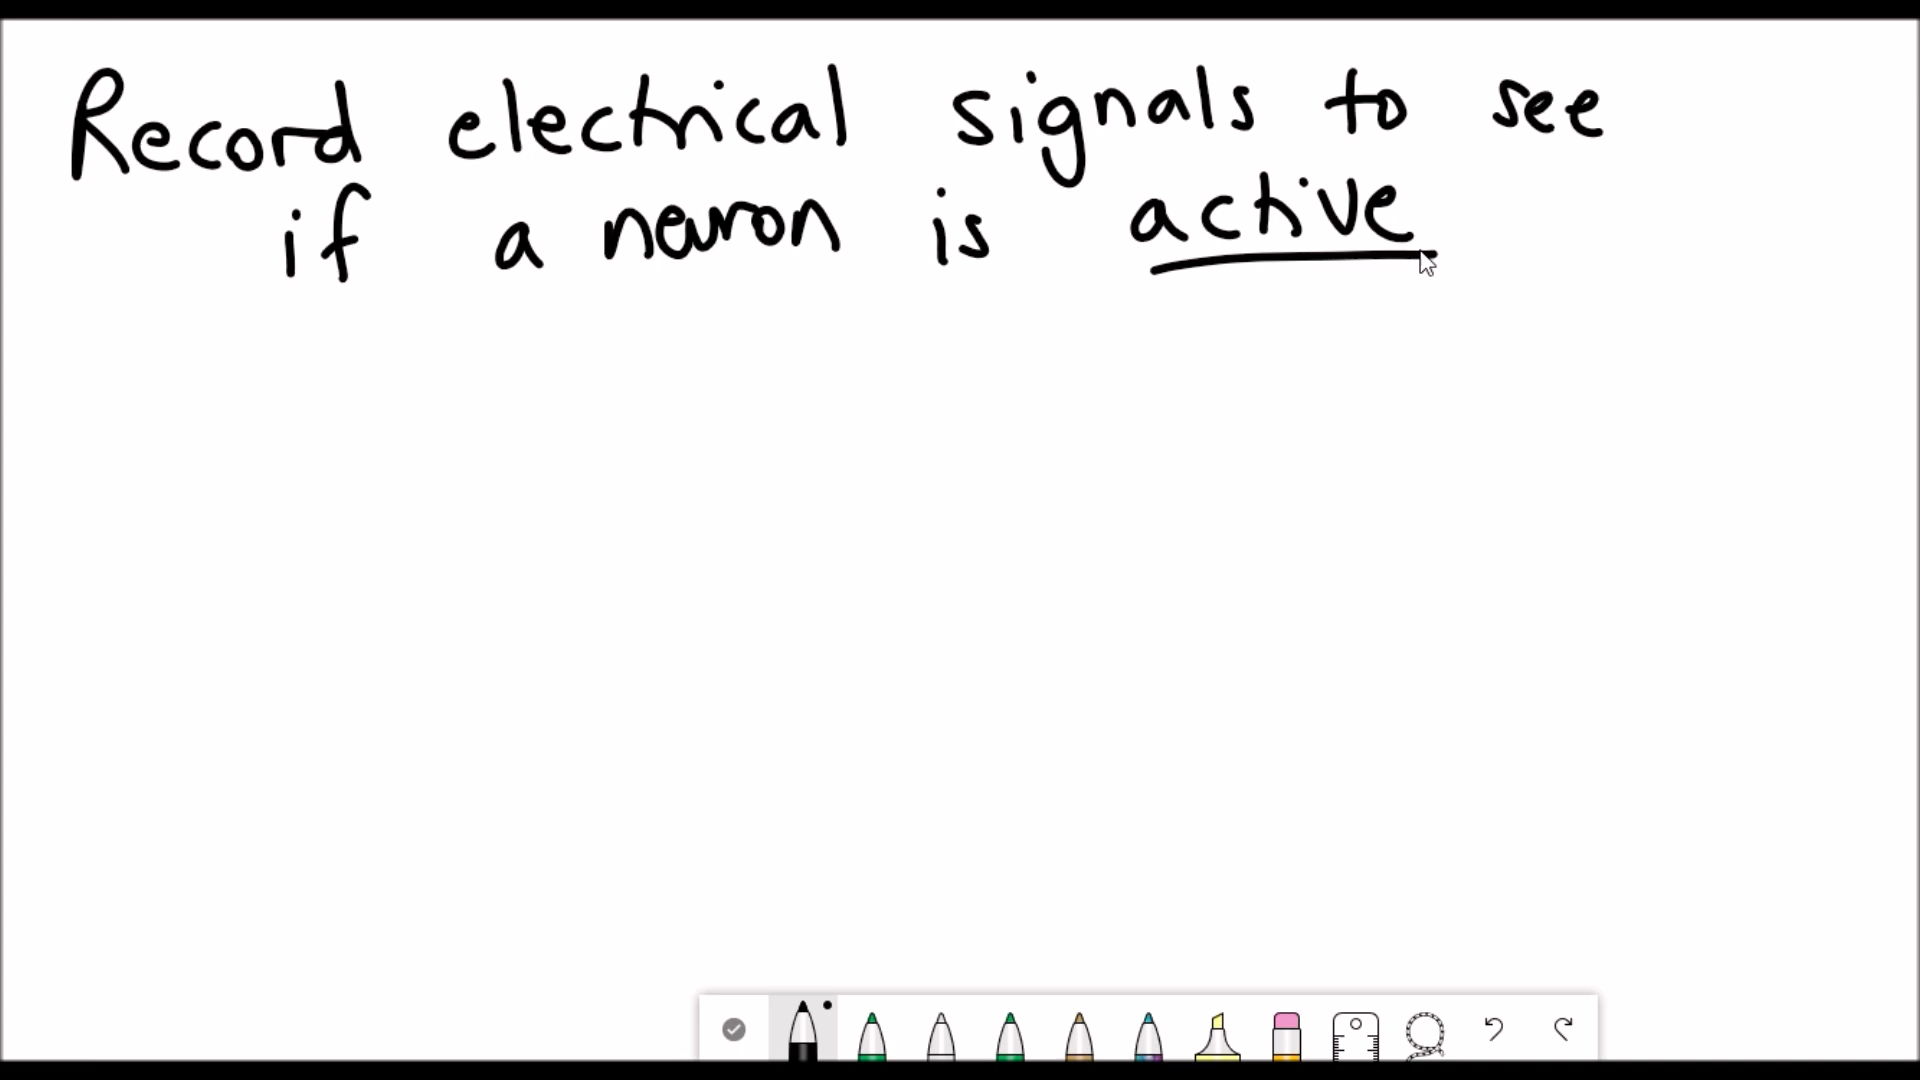 Record electrical signals to see
if a neuron is active